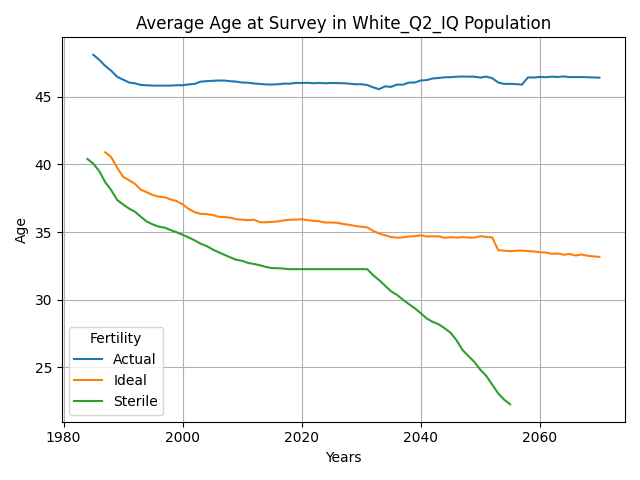 Average Age at Survey in White_Q2_IQ Population
Age
45
40
35
30
25
Fertility
Actual
Ideal
Sterile
1980
2000
2020
2040
2060
Years